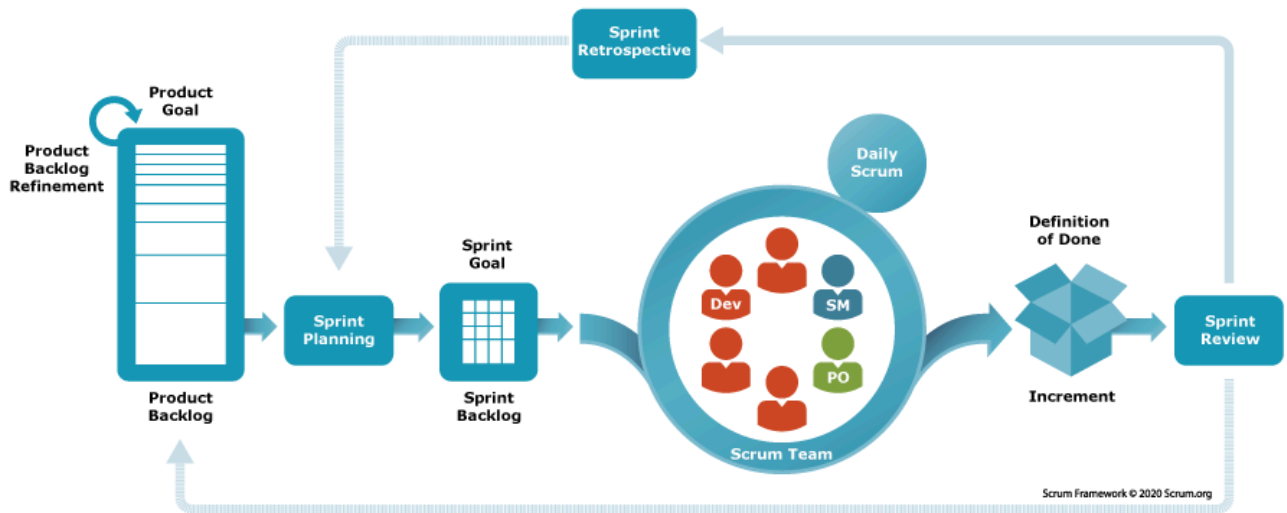 Sprint
Retrospective
Product
Goal
Product
Backlog
Refinement
Daily
Scrum
Definition
of Done
Sprint
Goal
Dev
SM
Sprint
Planning
Sprint
Review
PO
Product
Backlog
Sprint
Backlog
Increment
Scrum Team
Scrum Framework © 2020 Scrum.org